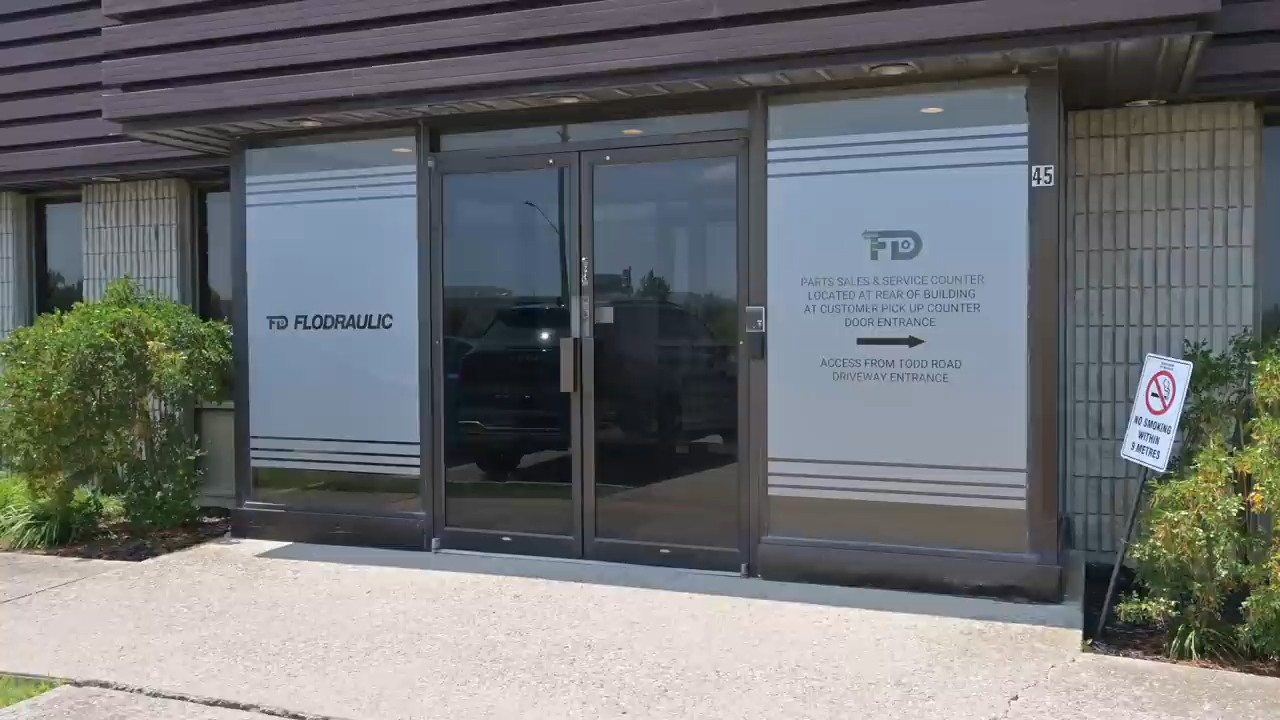 FD FLODRAULIC
FD
PARTS SALES & SERVICE COUNTER
LOCATED AT REAR OF BUILDING
AT CUSTOMER PICK UP COUNTER
DOOR ENTRANCE
ACCESS FROM TODD ROAD
DRIVEWAY ENTRANCE
45
NO SMOKING
WITHIN
9 METRES